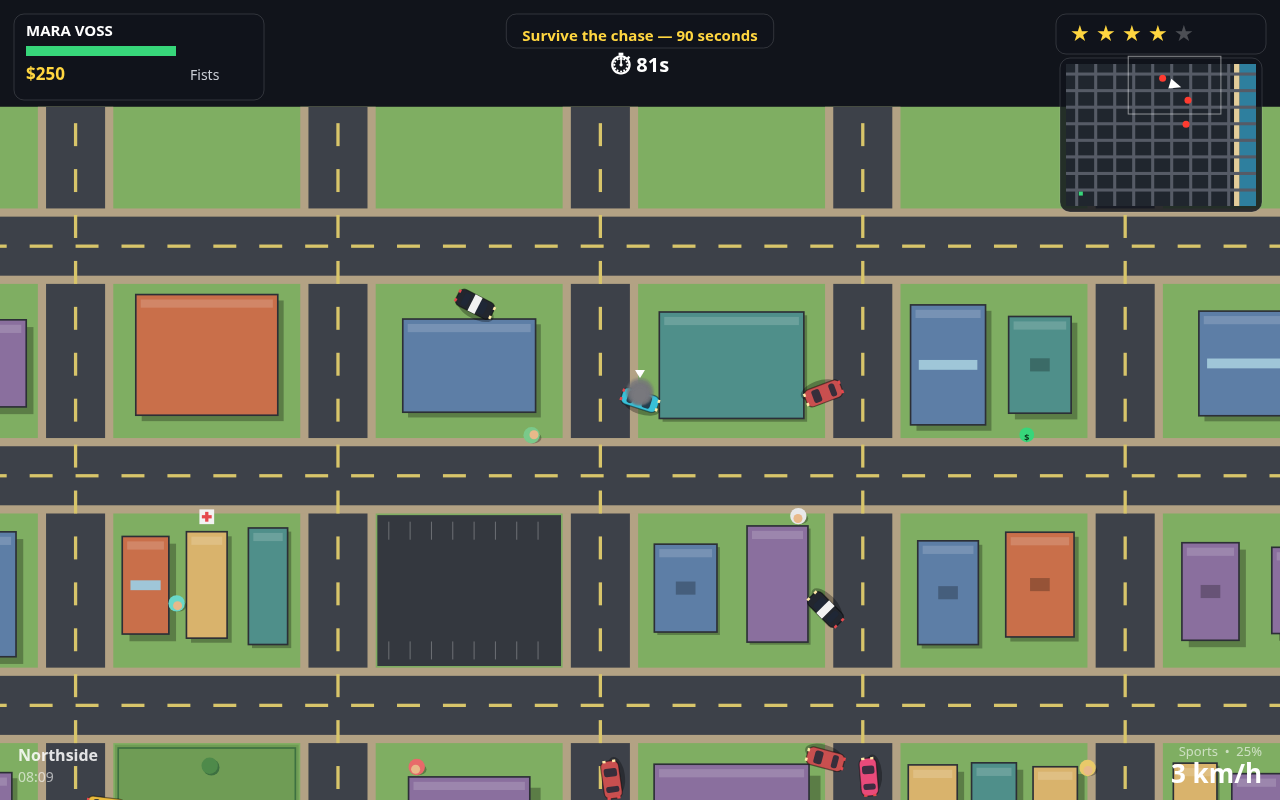 MARA VOSS
$250
Fists
Survive the chase — 90 seconds
⏱ 81s
★ ★ ★ ★ ★
$
Northside
08:09
Sports • 25%
3 km/h